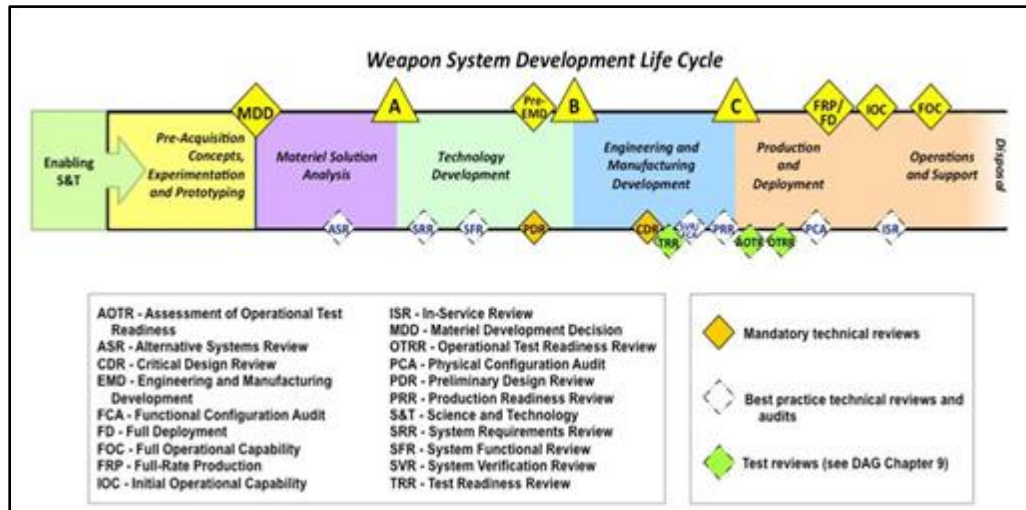 Weapon System Development Life Cycle
MDD
A
Pre-
EMD
B
C
FRP/
FD
IOC
FOC
Enabling
S&T
Pre-Acquisition
Concepts,
Experimentation
and Prototyping
Materiel Solution
Analysis
Technology
Development
Engineering and
Manufacturing
Development
Production
and
Deployment
Operations
and Support
Disposal
ASR
SRR
SFR
PDR
CDR
TRR
SVR/
FCA
PRR
AOTR
OTRR
PCA
ISR
AOTR - Assessment of Operational Test
Readiness
ASR - Alternative Systems Review
CDR - Critical Design Review
EMD - Engineering and Manufacturing
Development
FCA - Functional Configuration Audit
FD - Full Deployment
FOC - Full Operational Capability
FRP - Full-Rate Production
IOC - Initial Operational Capability
ISR - In-Service Review
MDD - Materiel Development Decision
OTRR - Operational Test Readiness Review
PCA - Physical Configuration Audit
PDR - Preliminary Design Review
PRR - Production Readiness Review
S&T - Science and Technology
SRR - System Requirements Review
SFR - System Functional Review
SVR - System Verification Review
TRR - Test Readiness Review
Mandatory technical reviews
Best practice technical reviews and
audits
Test reviews (see DAG Chapter 9)